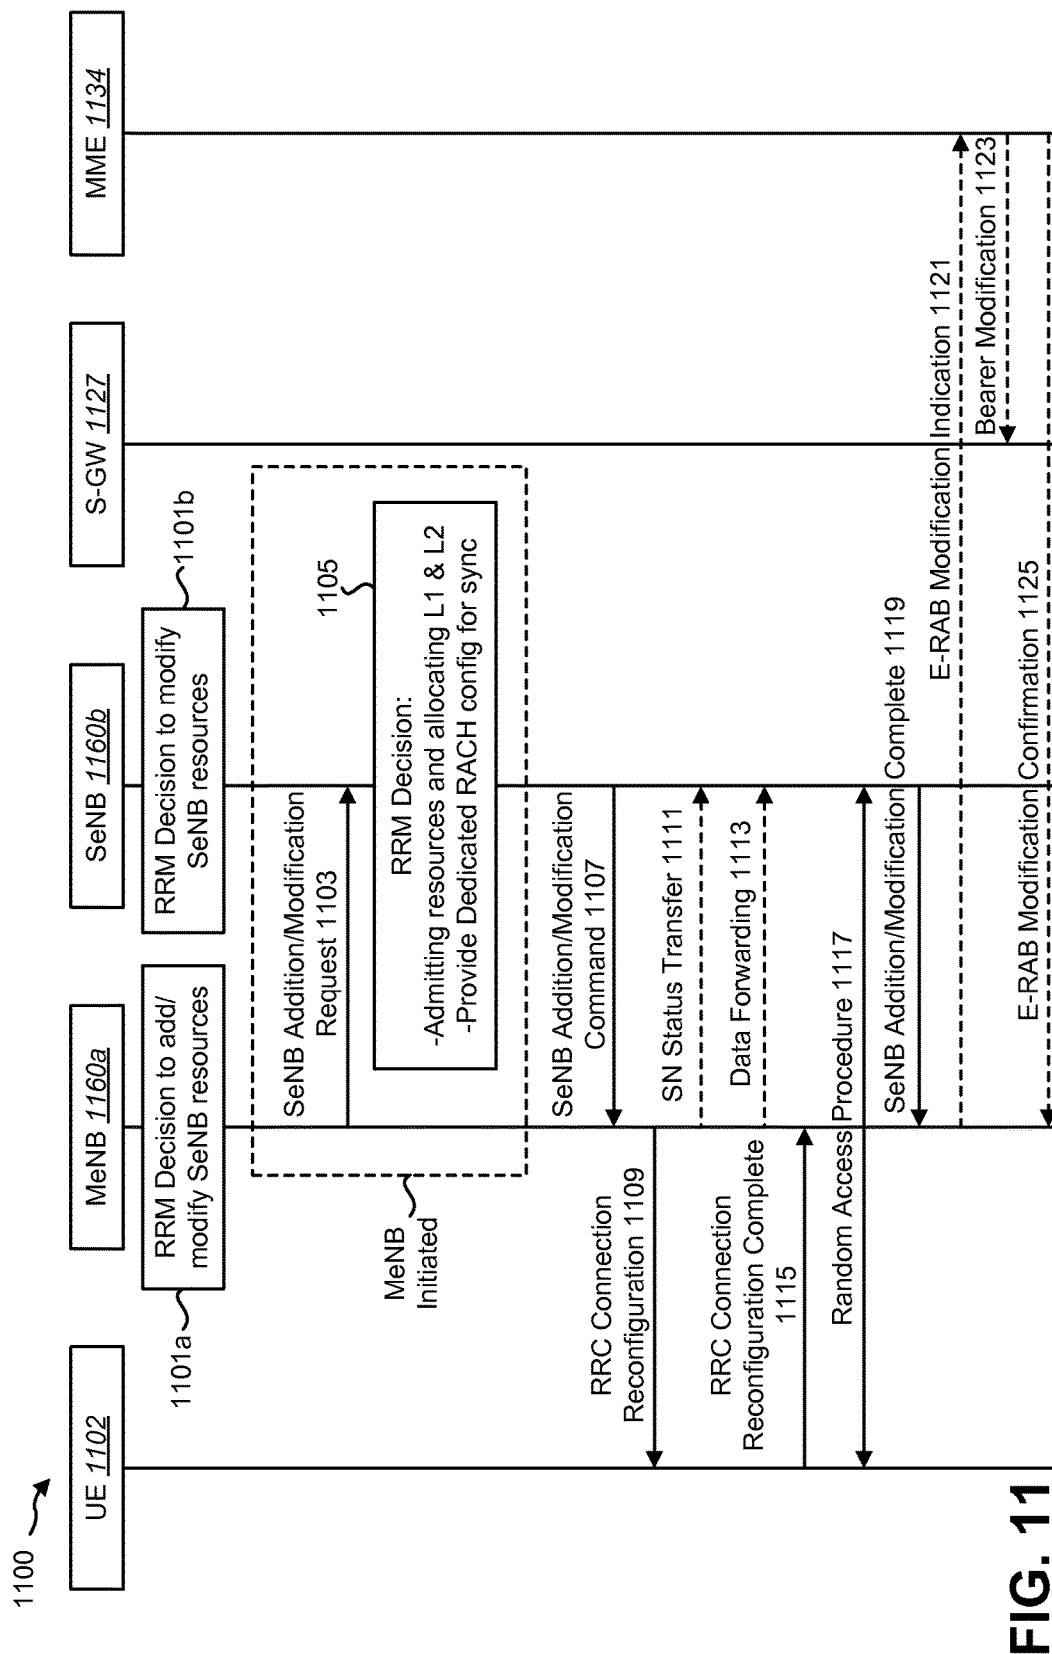 1100
UE 1102
MeNB 1160a
SeNB 1160b
S-GW 1127
MME 1134
1101a
RRM Decision to add/
modify SeNB resources
RRM Decision to modify
SeNB resources
1101b
MeNB
Initiated
SeNB Addition/Modification
Request 1103
1105
RRM Decision:
-Admitting resources and allocating L1 & L2
-Provide Dedicated RACH config for sync
SeNB Addition/Modification
Command 1107
RRC Connection
Reconfiguration 1109
SN Status Transfer 1111
Data Forwarding 1113
RRC Connection
Reconfiguration Complete
1115
Random Access Procedure 1117
SeNB Addition/Modification Complete 1119
E-RAB Modification Indication 1121
Bearer Modification 1123
E-RAB Modification Confirmation 1125
FIG. 11